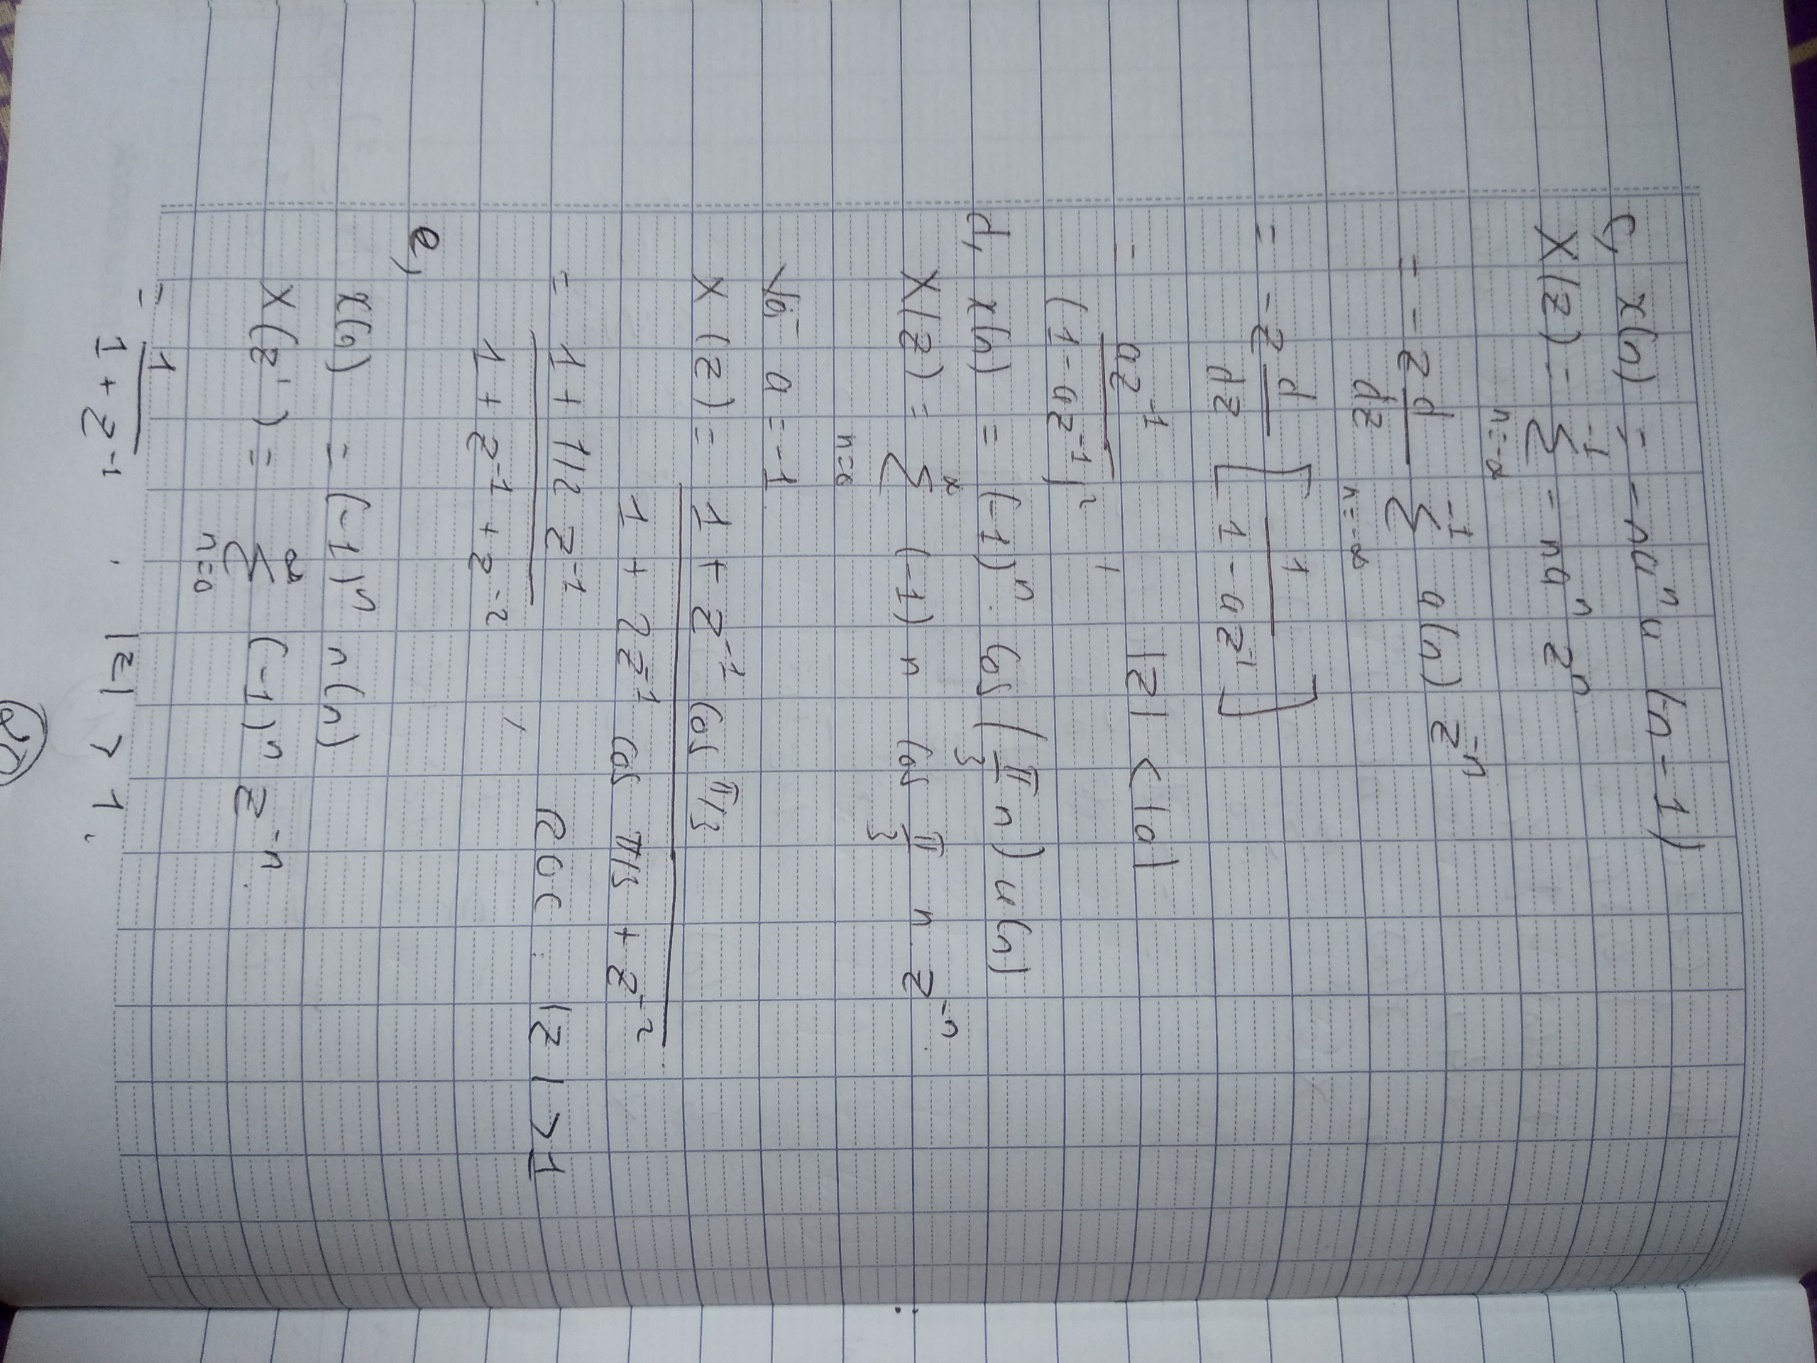 c, x(n) = -na^n u(-n-1)
X(z) = Σ_{n=-∞}^{-1} = na^n z^n
= -z d/dz Σ_{n=-∞}^{-1} a(n) z^{-n}
= -z d/dz [ 1 / (1 - az^{-1}) ]
= az^{-1} / (1 - az^{-1})^2 , |z| < |a|
d, x(n) = (-1)^n . cos(π/3 n) u(n)
X(z) = Σ_{n=0}^{∞} (-1) n cos π/3 n z^{-n}.
Với a = -1
X(z) = (1 + z^{-1} cos π/3) / (1 + 2z^{-1} cos π/3 + z^{-2})
= (1 + 1/2 z^{-1}) / (1 + z^{-1} + z^{-2}) , ROC : |z| > 1
e,
x(n) = (-1)^n n(n)
X(z) = Σ_{n=0}^{∞} (-1)^n z^{-n}.
= 1 / (1 + z^{-1}) . |z| > 1.